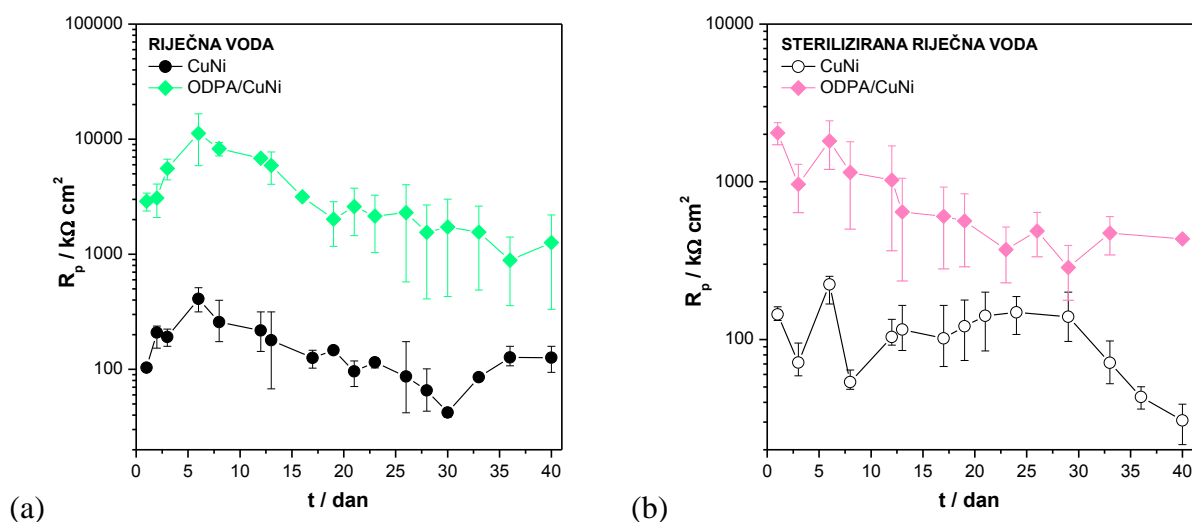 100000
10000
1000
100
R_p / kΩ cm²
RIJEČNA VODA
CuNi
ODPA/CuNi
0 5 10 15 20 25 30 35 40
t / dan
(a)
10000
1000
100
R_p / kΩ cm²
STERILIZIRANA RIJEČNA VODA
CuNi
ODPA/CuNi
0 5 10 15 20 25 30 35 40
t / dan
(b)